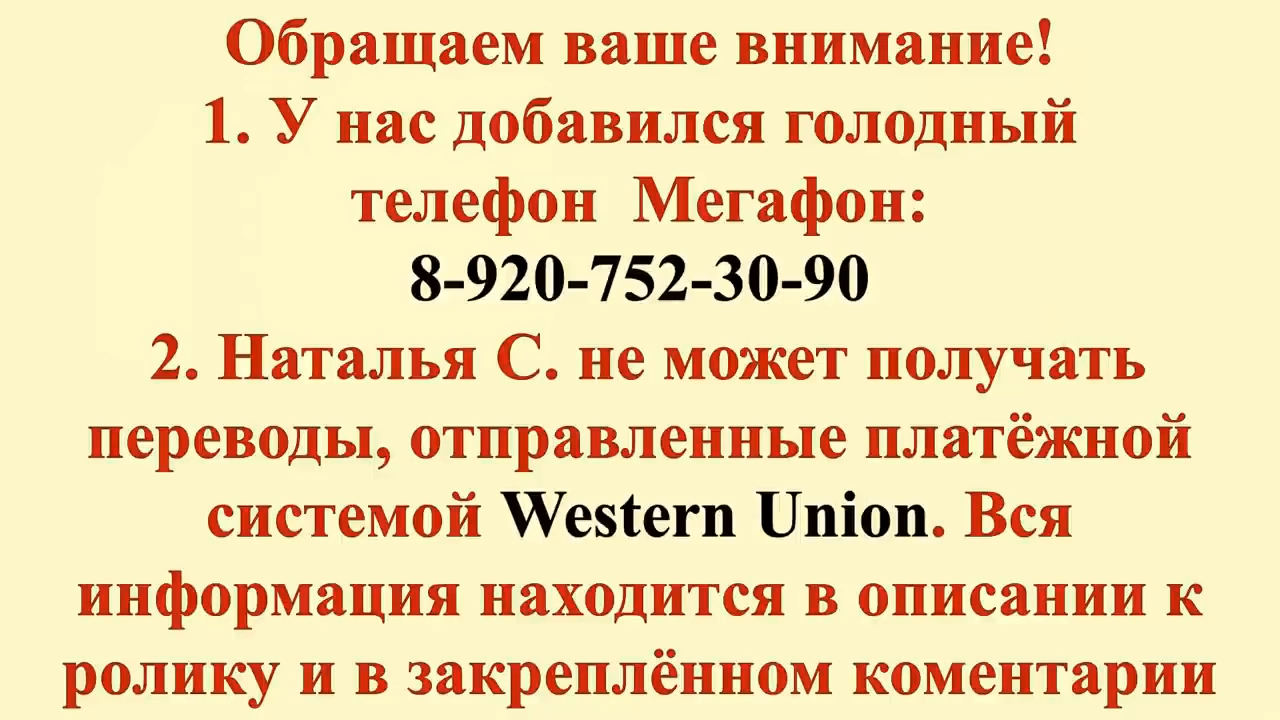 Обращаем ваше внимание!
1. У нас добавился голодный
телефон Мегафон:
8-920-752-30-90
2. Наталья С. не может получать
переводы, отправленные платёжной
системой Western Union. Вся
информация находится в описании к
ролику и в закреплённом коментарии